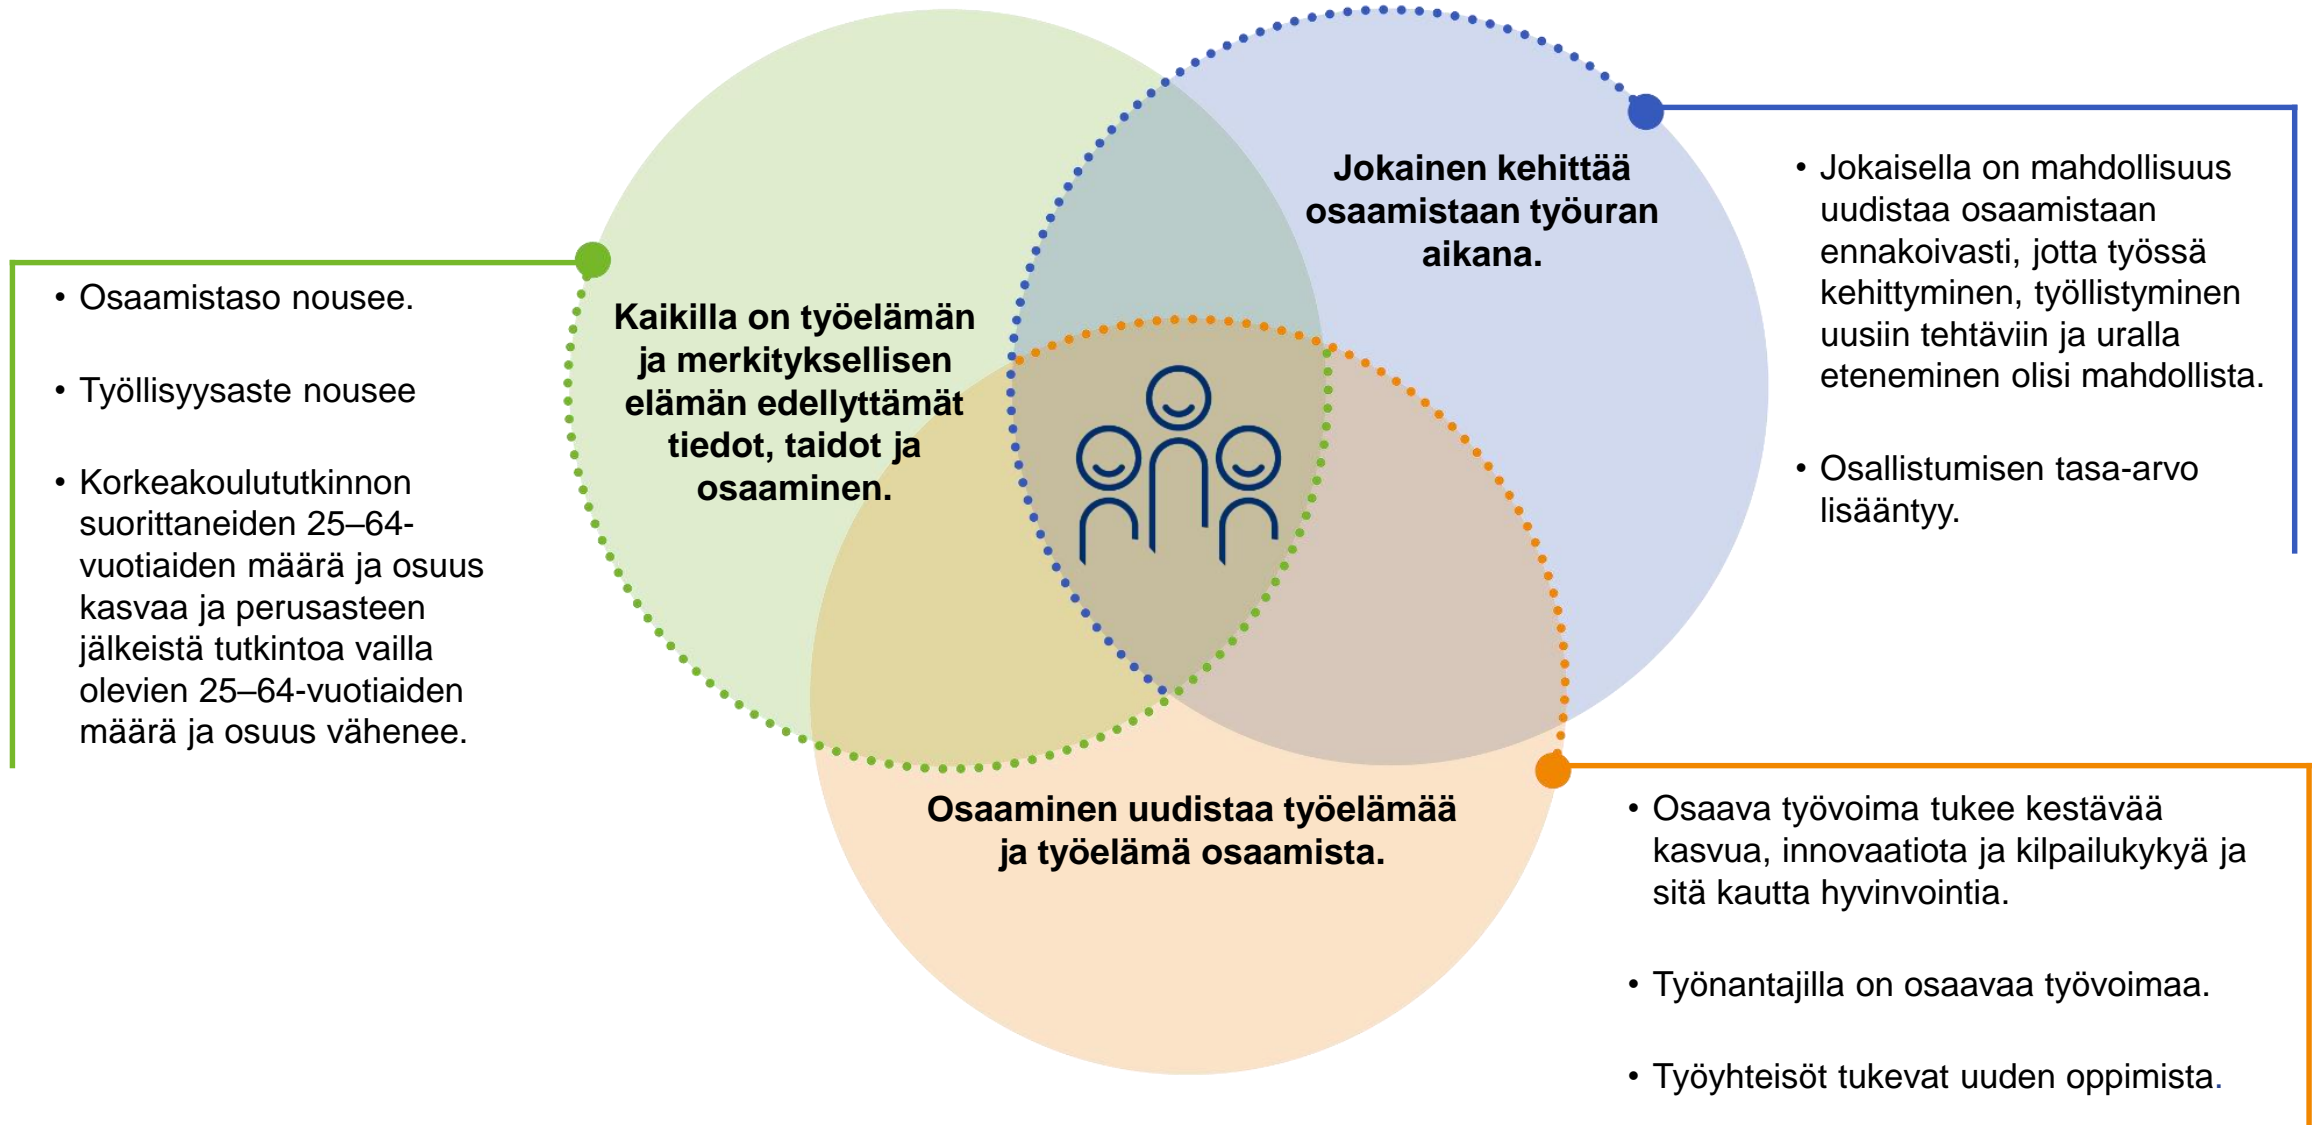 Kaikilla on työelämän
ja merkityksellisen
elämän edellyttämät
tiedot, taidot ja
osaaminen.
• Osaamistaso nousee.
• Työllisyysaste nousee
• Korkeakoulututkinnon
suorittaneiden 25–64-
vuotiaiden määrä ja osuus
kasvaa ja perusasteen
jälkeistä tutkintoa vailla
olevien 25–64-vuotiaiden
määrä ja osuus vähenee.
Jokainen kehittää
osaamistaan työuran
aikana.
• Jokaisella on mahdollisuus
uudistaa osaamistaan
ennakoivasti, jotta työssä
kehittyminen, työllistyminen
uusiin tehtäviin ja uralla
eteneminen olisi mahdollista.
• Osallistumisen tasa-arvo
lisääntyy.
Osaaminen uudistaa työelämää
ja työelämä osaamista.
• Osaava työvoima tukee kestävää
kasvua, innovaatiota ja kilpailukykyä ja
sitä kautta hyvinvointia.
• Työnantajilla on osaavaa työvoimaa.
• Työyhteisöt tukevat uuden oppimista.